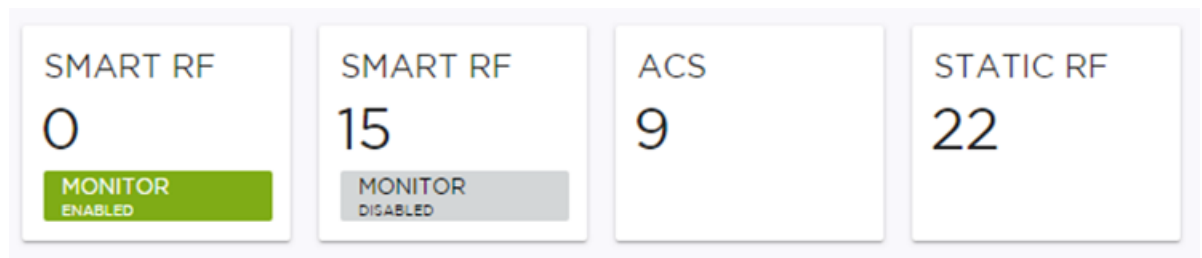 SMART RF
0
MONITOR
ENABLED
SMART RF
15
MONITOR
DISABLED
ACS
9
STATIC RF
22